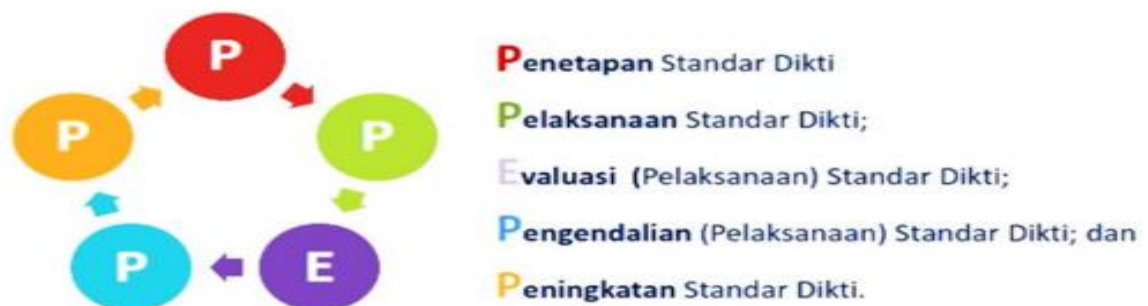 P
P
P
P
E
Penetapan Standar Dikti
Pelaksanaan Standar Dikti;
Evaluasi (Pelaksanaan) Standar Dikti;
Pengendalian (Pelaksanaan) Standar Dikti; dan
Peningkatan Standar Dikti.